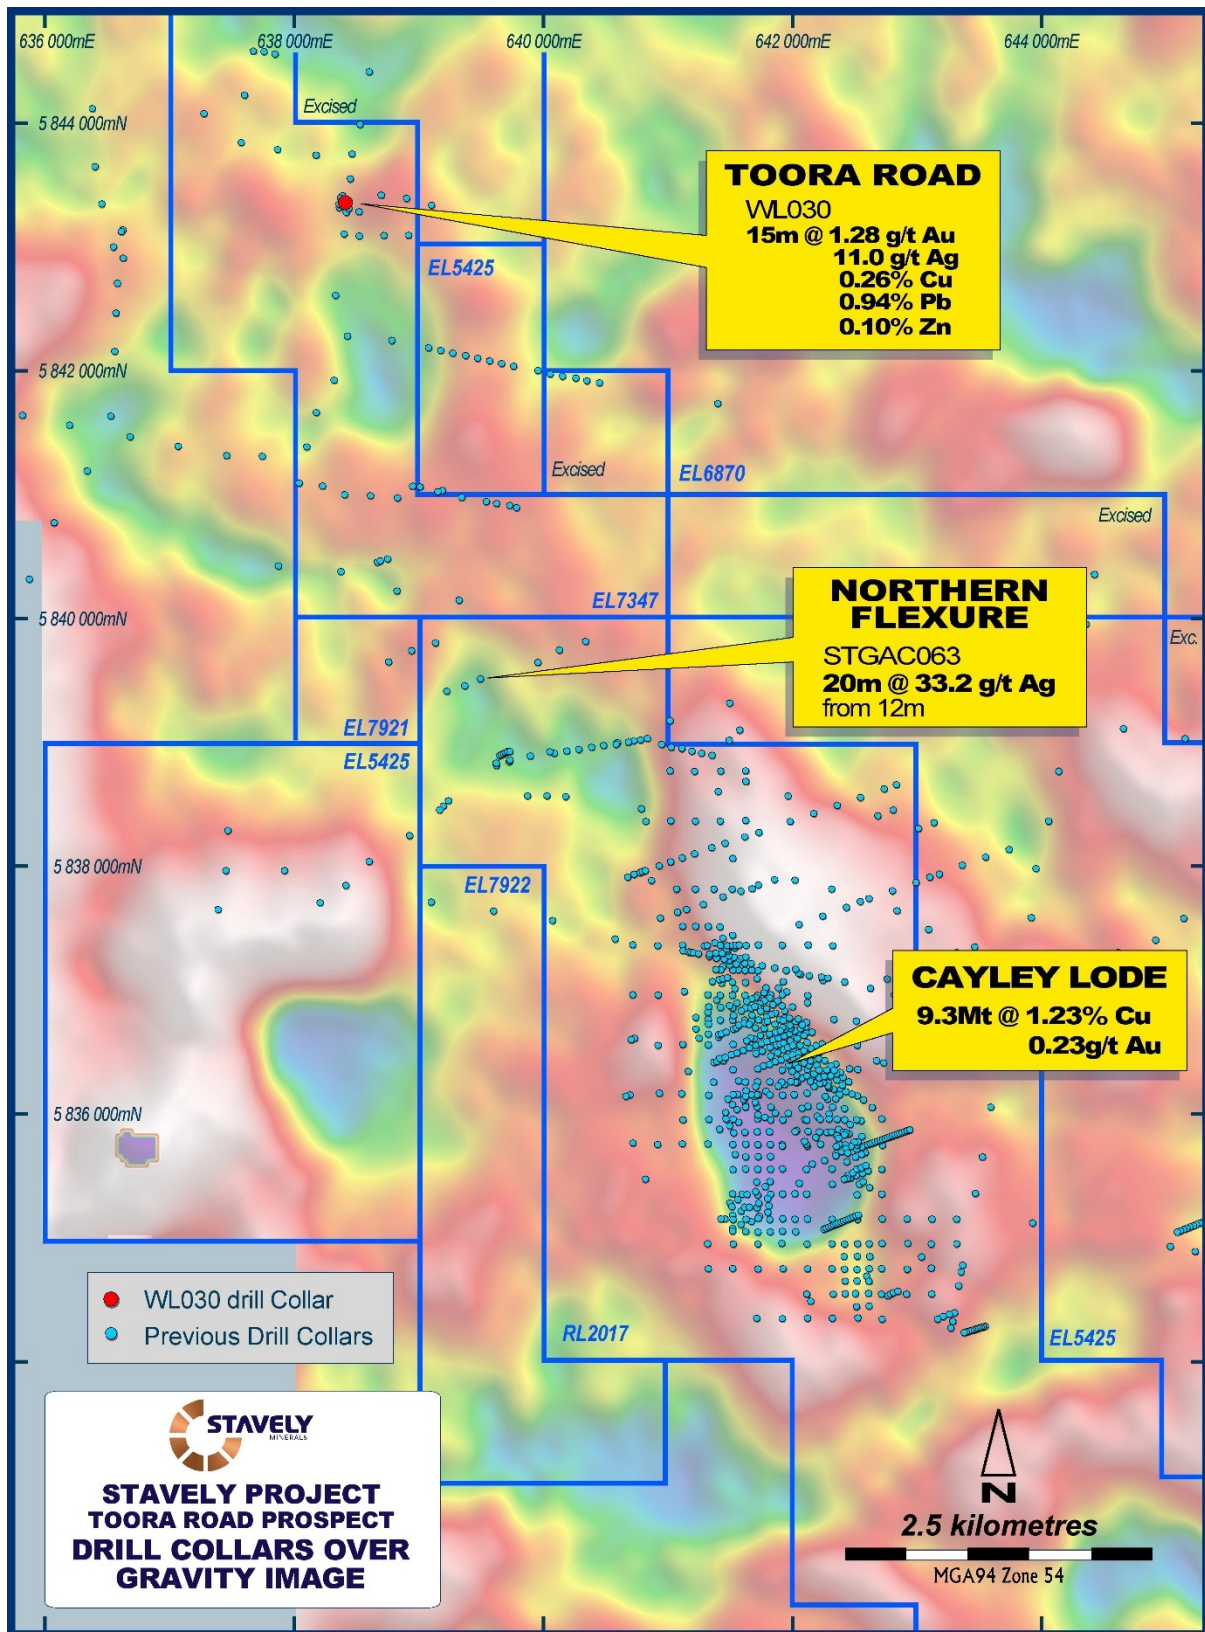 636 000mE
638 000mE
640 000mE
642 000mE
644 000mE
Excised
5 844 000mN
TOORA ROAD
WL030
15m @ 1.28 g/t Au
11.0 g/t Ag
0.26% Cu
0.94% Pb
0.10% Zn
EL5425
5 842 000mN
Excised
EL6870
Excised
NORTHERN
FLEXURE
STGAC063
20m @ 33.2 g/t Ag
from 12m
EL7347
5 840 000mN
Exc.
EL7921
EL5425
5 838 000mN
EL7922
CAYLEY LODE
9.3Mt @ 1.23% Cu
0.23g/t Au
5 836 000mN
WL030 drill Collar
Previous Drill Collars
RL2017
EL5425
STAVELY
MINERALS
STAVELY PROJECT
TOORA ROAD PROSPECT
DRILL COLLARS OVER
GRAVITY IMAGE
N
2.5 kilometres
MGA94 Zone 54